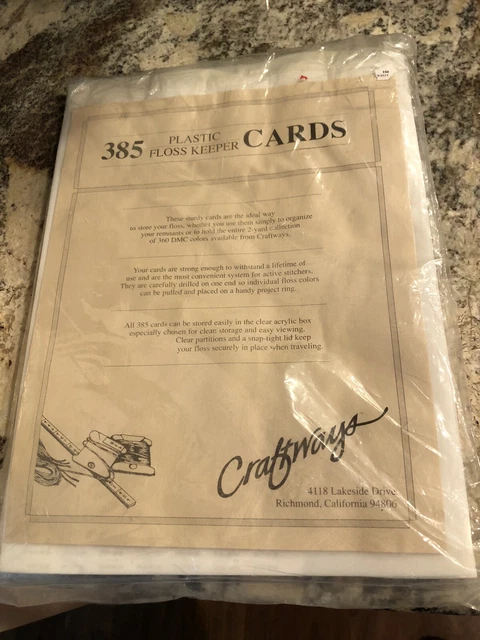 385 PLASTIC FLOSS KEEPER CARDS
These sturdy cards are the ideal way
to store your floss, whether you use them simply to organize
your remnants or to hold the entire 2-yard collection
of 360 DMC colors available from Craftways.
Your cards are strong enough to withstand a lifetime of
use and are the most convenient system for active stitchers.
They are carefully drilled on one end so individual floss colors
can be pulled and placed on a handy project ring.
All 385 cards can be stored easily in the clear acrylic box
especially chosen for clean storage and easy viewing.
Clear partitions and a snap-tight lid keep
your floss securely in place when traveling.
Craftways
4118 Lakeside Drive
Richmond, California 94806